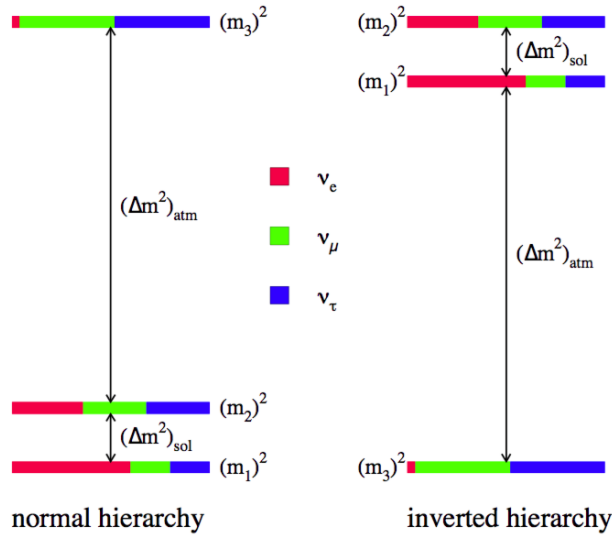 (m₃)²
(Δm²)atm
(m₂)²
(Δm²)sol
(m₁)²
normal hierarchy
νe
νμ
ντ
(m₂)²
(Δm²)sol
(m₁)²
(Δm²)atm
(m₃)²
inverted hierarchy